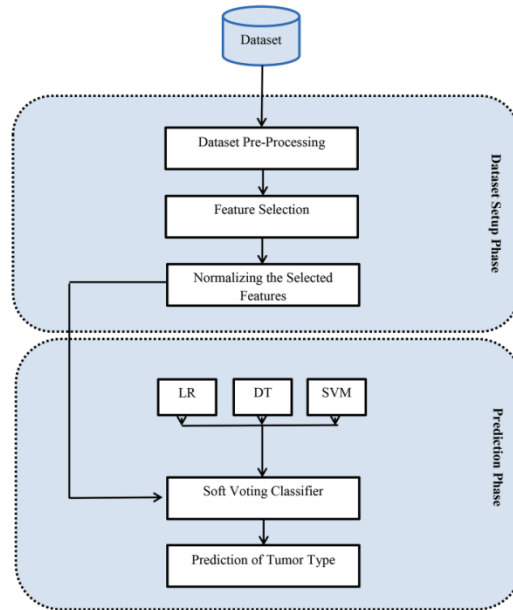 Dataset
Dataset Pre-Processing
Feature Selection
Normalizing the Selected
Features
Dataset Setup Phase
LR
DT
SVM
Soft Voting Classifier
Prediction of Tumor Type
Prediction Phase